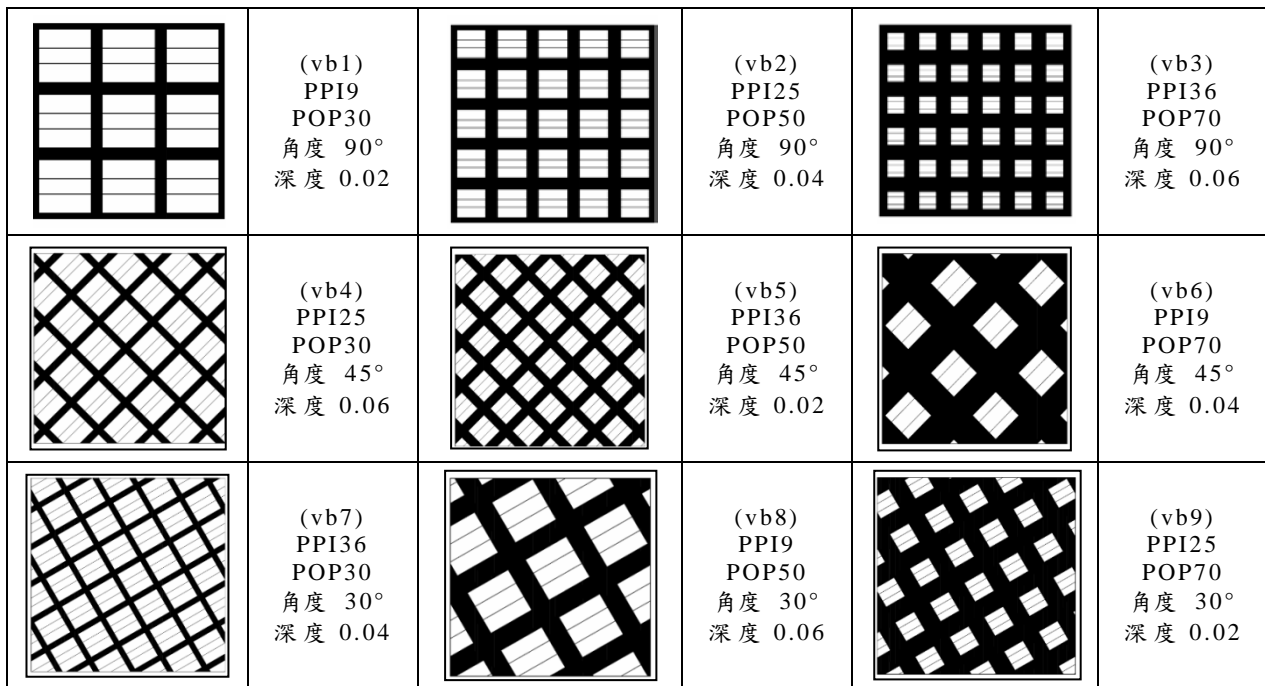 (vb1)
PPI9
POP30
角度 90°
深度 0.02
(vb2)
PPI25
POP50
角度 90°
深度 0.04
(vb3)
PPI36
POP70
角度 90°
深度 0.06
(vb4)
PPI25
POP30
角度 45°
深度 0.06
(vb5)
PPI36
POP50
角度 45°
深度 0.02
(vb6)
PPI9
POP70
角度 45°
深度 0.04
(vb7)
PPI36
POP30
角度 30°
深度 0.04
(vb8)
PPI9
POP50
角度 30°
深度 0.06
(vb9)
PPI25
POP70
角度 30°
深度 0.02